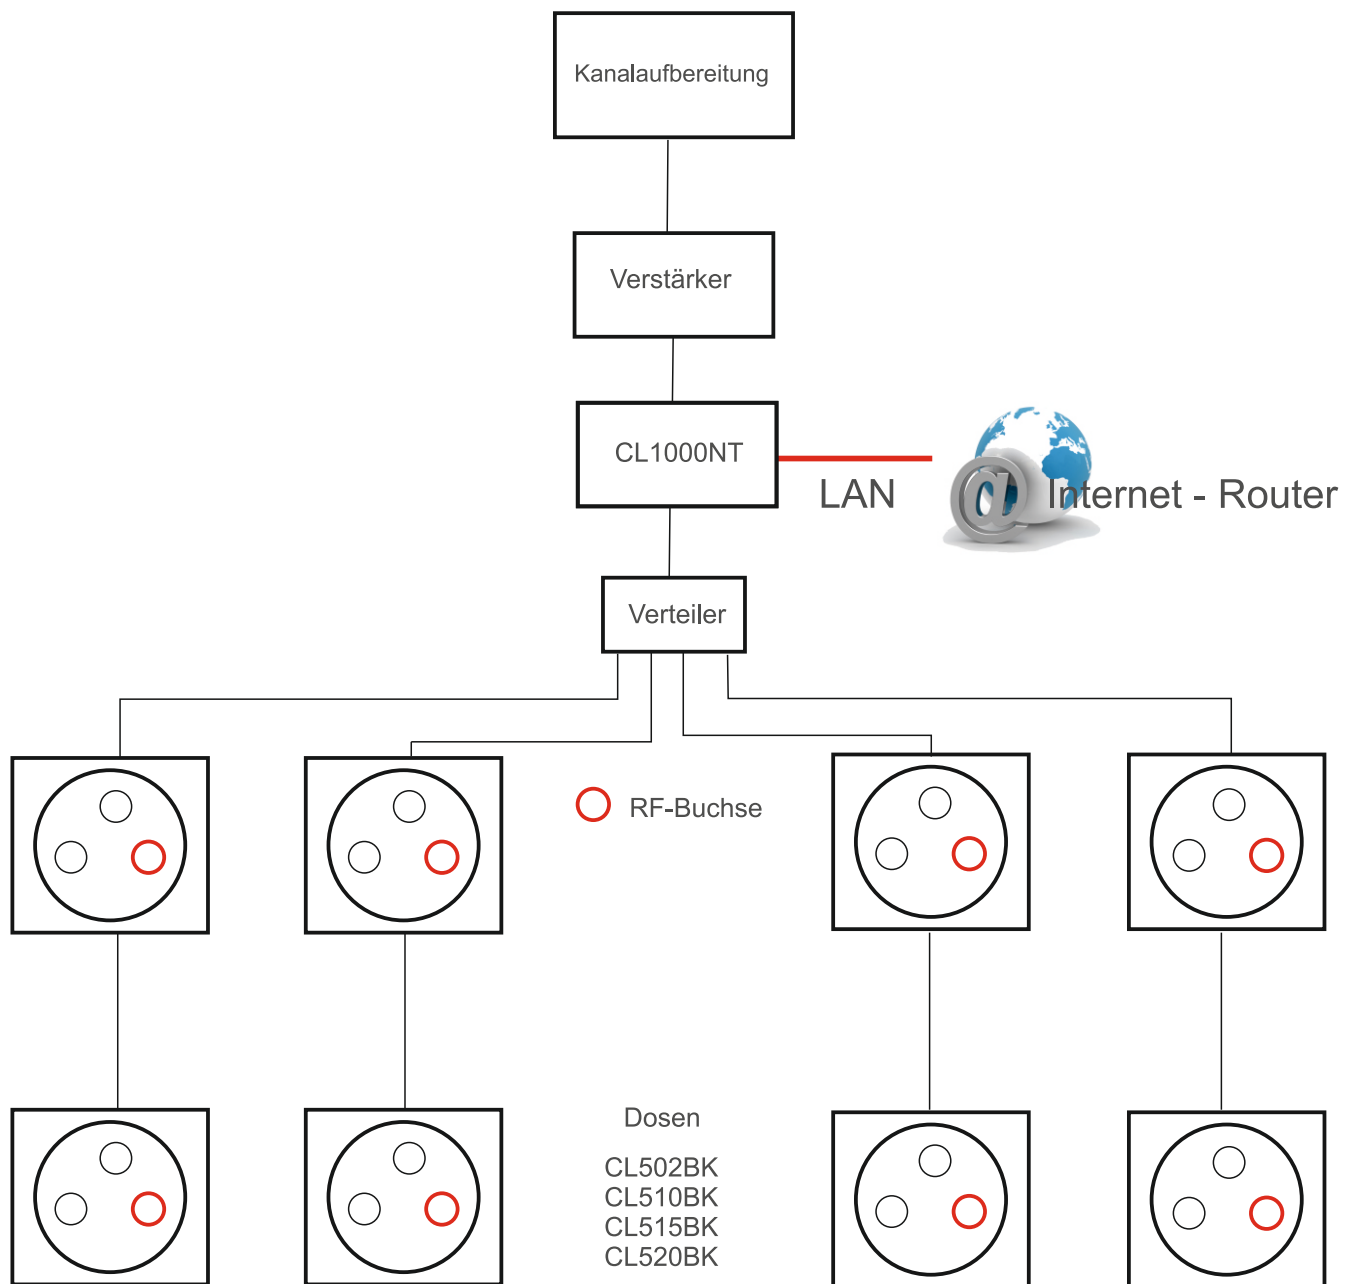 Kanalaufbereitung
Verstärker
CL1000NT
LAN
@ Internet - Router
Verteiler
RF-Buchse
Dosen
CL502BK
CL510BK
CL515BK
CL520BK